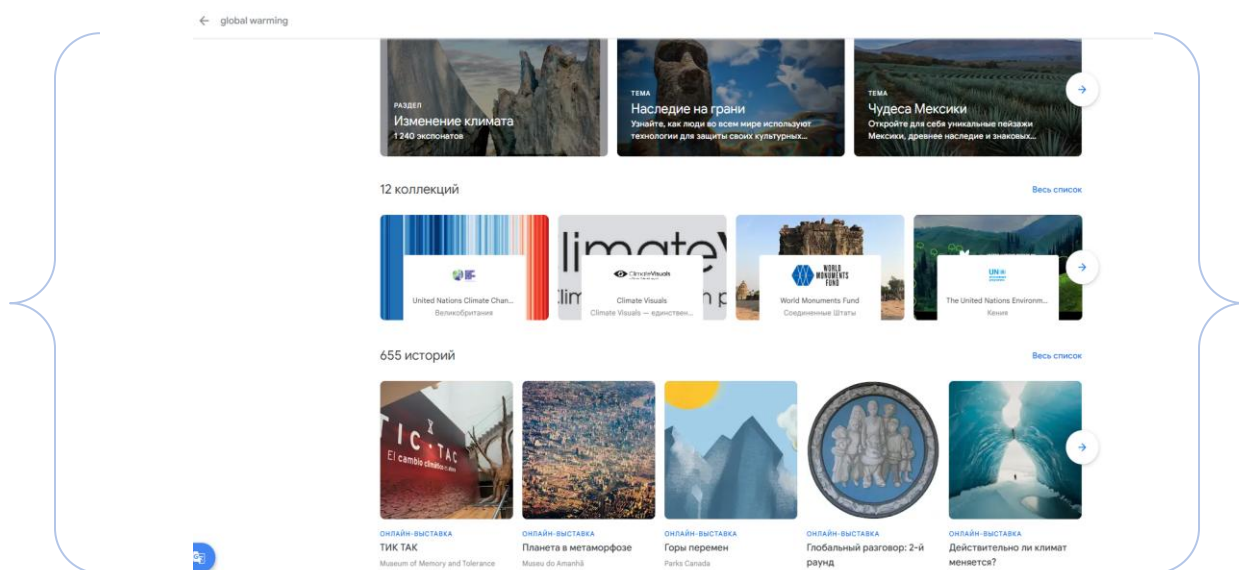 global warming
РАЗДЕЛ
Изменение климата
1 240 экспонатов
ТЕМА
Наследие на грани
Узнайте, как люди во всем мире используют
технологии для защиты своих культурных...
ТЕМА
Чудеса Мексики
Откройте для себя уникальные пейзажи
Мексики, древнее наследие и знаковых...
12 коллекций
Весь список
United Nations Climate Chan...
Великобритания
limate
ClimateVisuals
Climate Visuals
Climate Visuals — единствен...
WORLD
MONUMENTS
FUND
World Monuments Fund
Соединенные Штаты
UN
The United Nations Environm...
Кения
655 историй
Весь список
TIC TAC
El cambio climático
ОНЛАЙН-ВЫСТАВКА
ТИК ТАК
Museum of Memory and Tolerance
ОНЛАЙН-ВЫСТАВКА
Планета в метаморфозе
Museu do Amanhã
ОНЛАЙН-ВЫСТАВКА
Горы перемен
Parks Canada
ОНЛАЙН-ВЫСТАВКА
Глобальный разговор: 2-й
раунд
ОНЛАЙН-ВЫСТАВКА
Действительно ли климат
меняется?